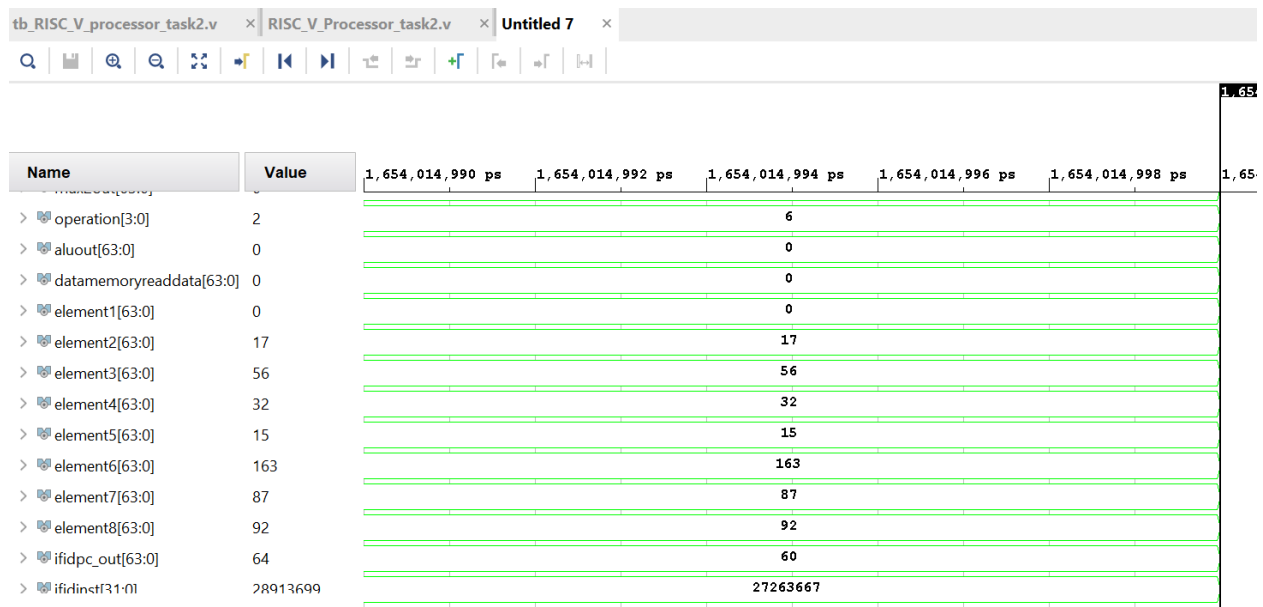 tb_RISC_V_processor_task2.v × RISC_V_Processor_task2.v × Untitled 7 ×
1,654
Name Value 1,654,014,990 ps 1,654,014,992 ps 1,654,014,994 ps 1,654,014,996 ps 1,654,014,998 ps 1,654
operation[3:0] 2 6
aluout[63:0] 0 0
datamemoryreaddata[63:0] 0 0
element1[63:0] 0 0
element2[63:0] 17 17
element3[63:0] 56 56
element4[63:0] 32 32
element5[63:0] 15 15
element6[63:0] 163 163
element7[63:0] 87 87
element8[63:0] 92 92
ifidpc_out[63:0] 64 60
ifidinst[31:0] 28913699 27263667